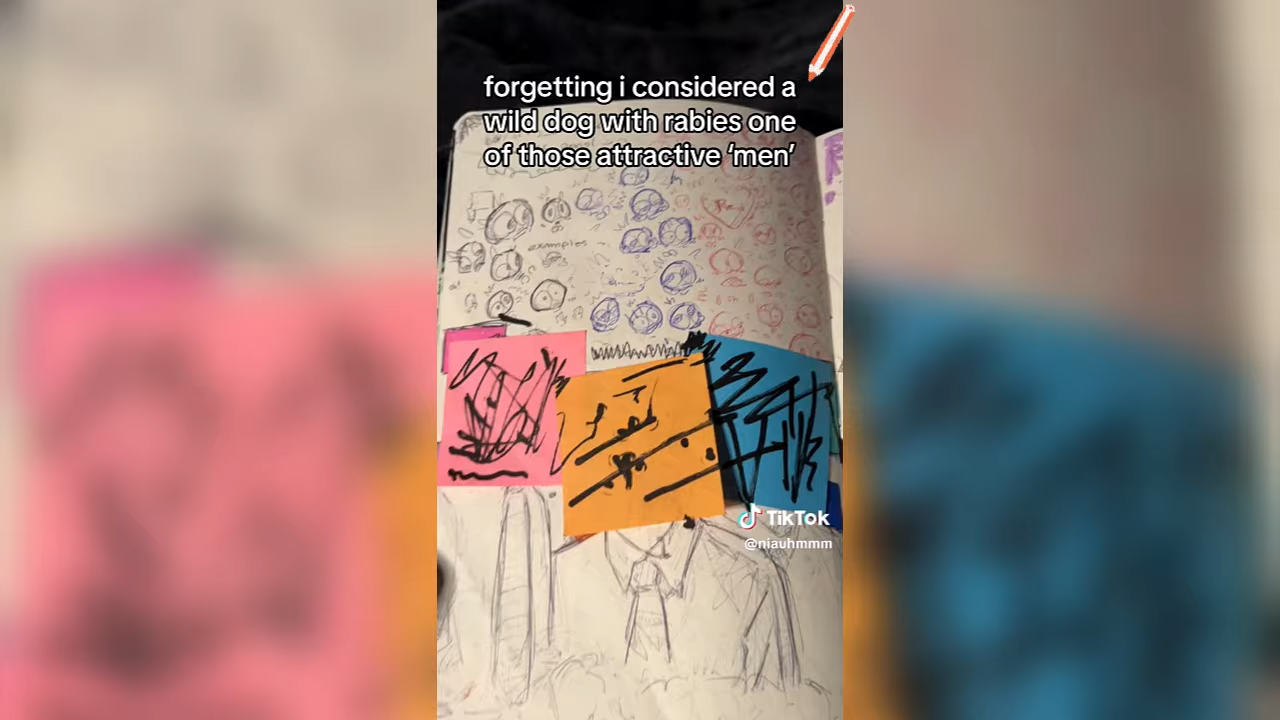 forgetting i considered a
wild dog with rabies one
of those attractive ‘men’
examples
TikTok
@niauhmmm